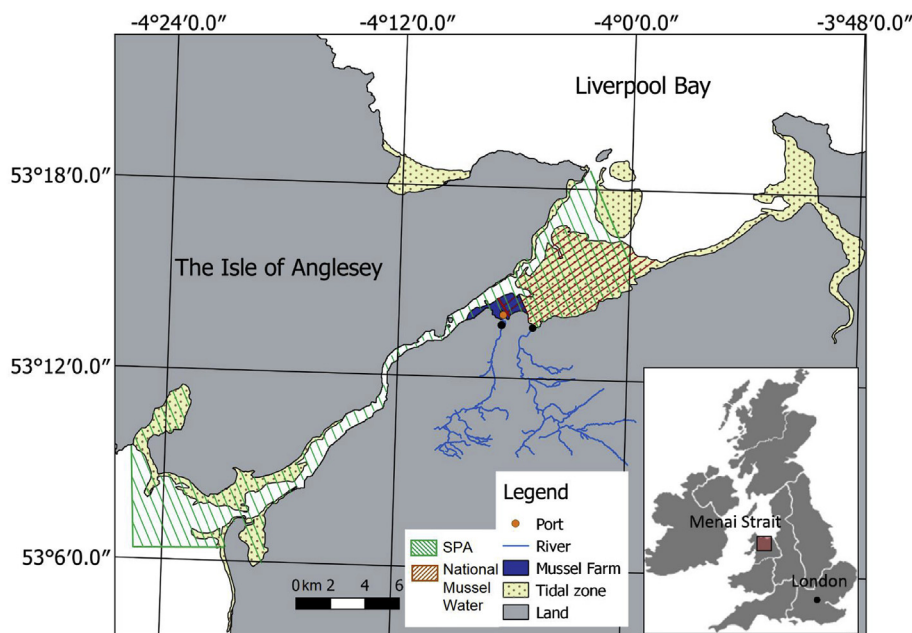 -4°24'0.0″
-4°12'0.0″
-4°0'0.0″
-3°48'0.0″
Liverpool Bay
53°18'0.0″
The Isle of Anglesey
53°12'0.0″
53°6'0.0″
Legend
Port
River
SPA
Mussel Farm
National
Mussel
Water
Tidal zone
Land
0 km 2 4 6
Menai Strait
London